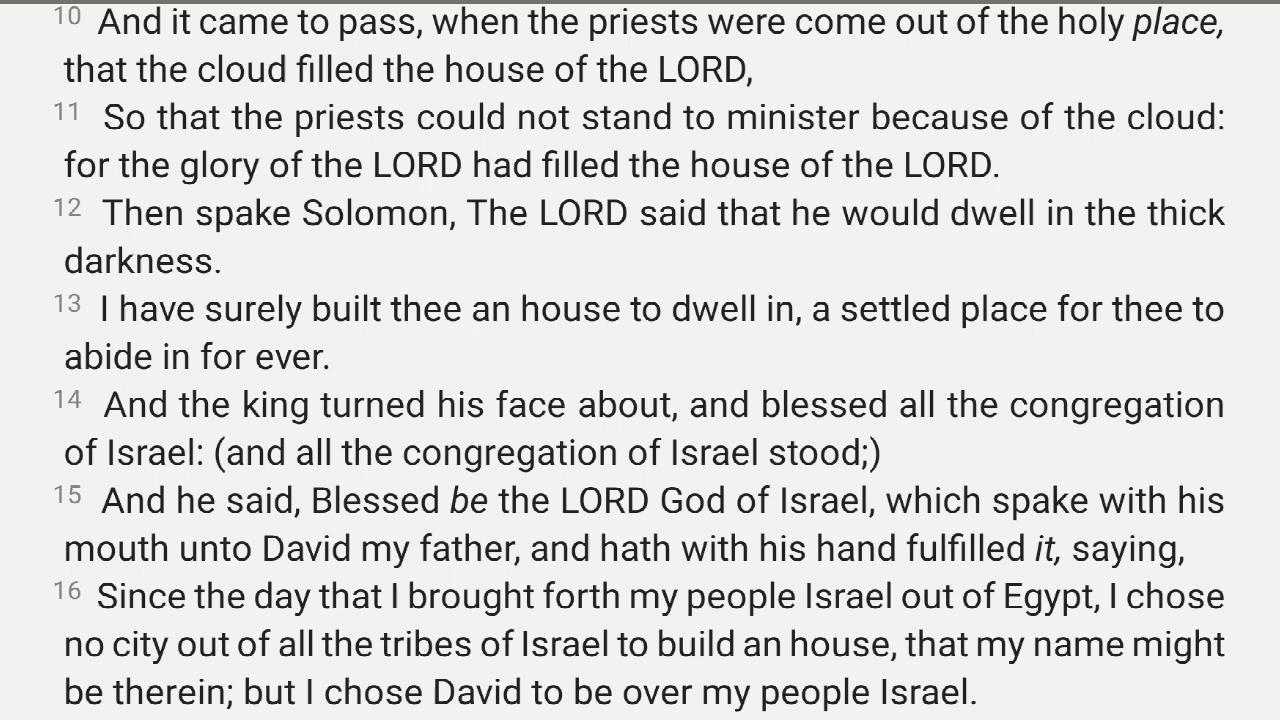 10 And it came to pass, when the priests were come out of the holy place,
that the cloud filled the house of the LORD,
11 So that the priests could not stand to minister because of the cloud:
for the glory of the LORD had filled the house of the LORD.
12 Then spake Solomon, The LORD said that he would dwell in the thick
darkness.
13 I have surely built thee an house to dwell in, a settled place for thee to
abide in for ever.
14 And the king turned his face about, and blessed all the congregation
of Israel: (and all the congregation of Israel stood;)
15 And he said, Blessed be the LORD God of Israel, which spake with his
mouth unto David my father, and hath with his hand fulfilled it, saying,
16 Since the day that I brought forth my people Israel out of Egypt, I chose
no city out of all the tribes of Israel to build an house, that my name might
be therein; but I chose David to be over my people Israel.